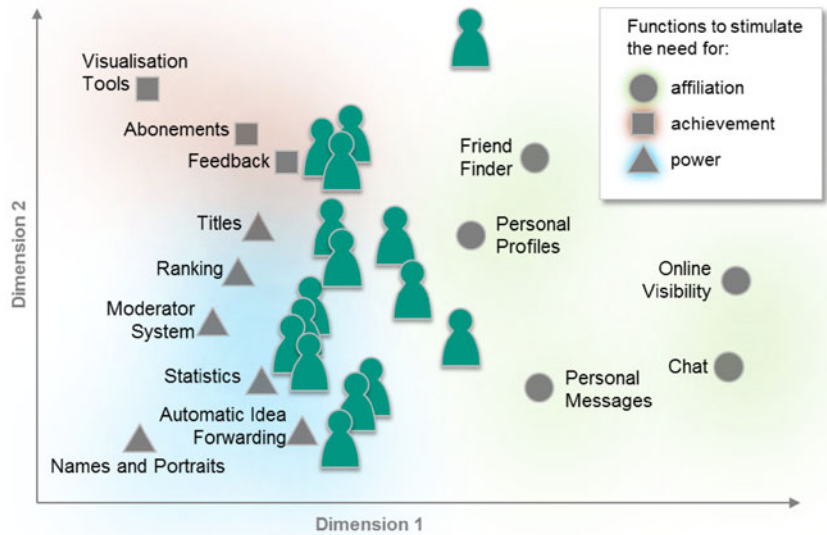 Functions to stimulate
the need for:
affiliation
achievement
power
Visualisation
Tools
Abonements
Feedback
Friend
Finder
Titles
Personal
Profiles
Ranking
Online
Visibility
Moderator
System
Statistics
Chat
Personal
Messages
Automatic Idea
Forwarding
Names and Portraits
Dimension 2
Dimension 1